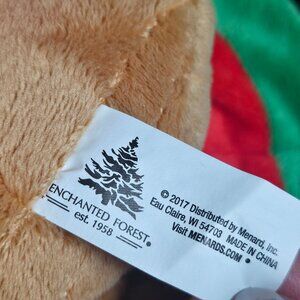 ENCHANTED FOREST®
est. 1958
© 2017 Distributed by Menard, Inc.
Eau Claire, WI 54703 MADE IN CHINA
Visit MENARDS.COM®